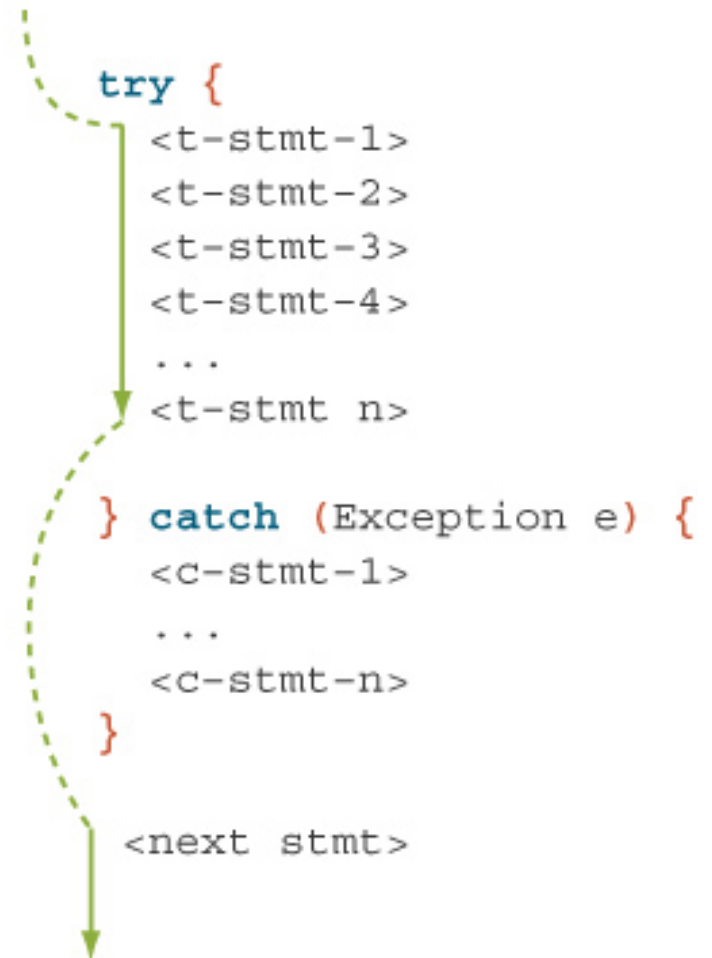 try {
<t-stmt-1>
<t-stmt-2>
<t-stmt-3>
<t-stmt-4>
...
<t-stmt n>
} catch (Exception e) {
<c-stmt-1>
...
<c-stmt-n>
}
<next stmt>